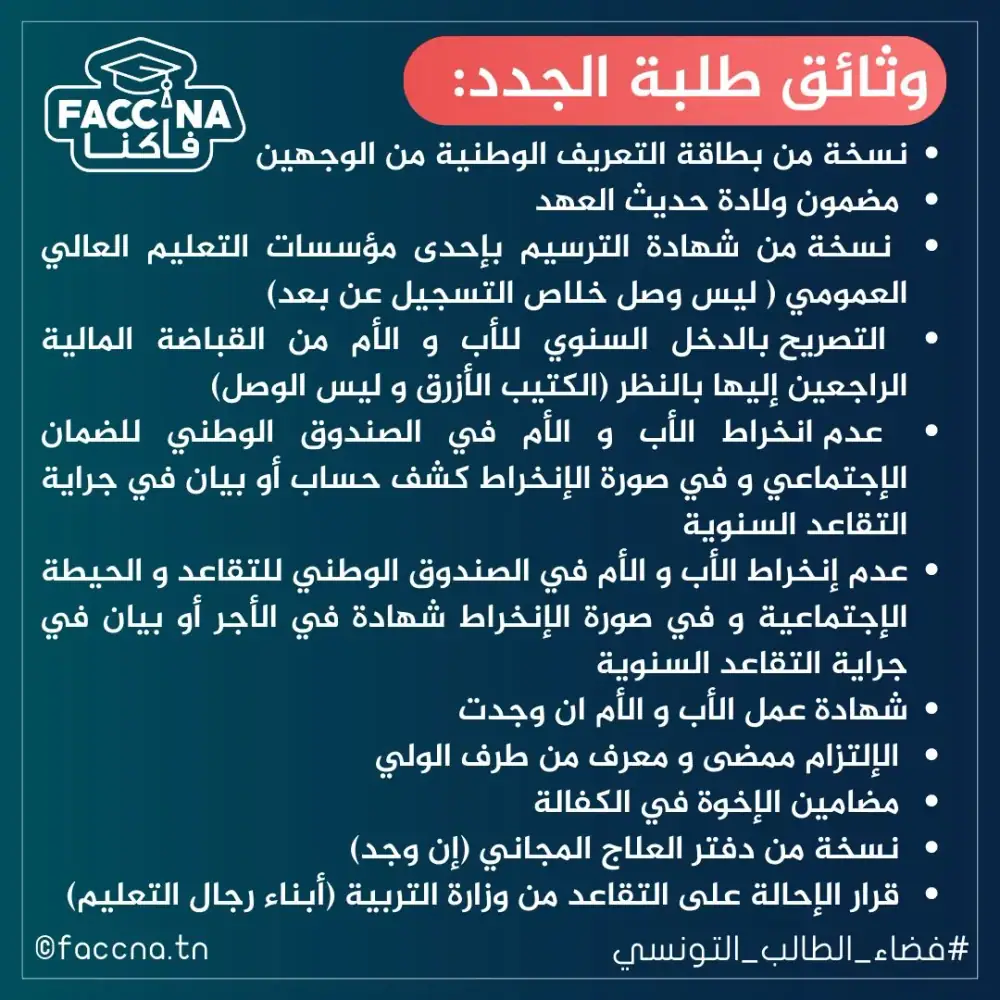 وثائق طلبة الجدد:
FACCNA
فاكنا
• نسخة من بطاقة التعريف الوطنية من الوجهين
• مضمون ولادة حديث العهد
• نسخة من شهادة الترسيم بإحدى مؤسسات التعليم العالي
العمومي ( ليس وصل خلاص التسجيل عن بعد)
• التصريح بالدخل السنوي للأب و الأم من القباضة المالية
الراجعين إليها بالنظر (الكتيب الأزرق و ليس الوصل)
• عدم انخراط الأب و الأم في الصندوق الوطني للضمان
الإجتماعي و في صورة الإنخراط كشف حساب أو بيان في جراية
التقاعد السنوية
• عدم إنخراط الأب و الأم في الصندوق الوطني للتقاعد و الحيطة
الإجتماعية و في صورة الإنخراط شهادة في الأجر أو بيان في
جراية التقاعد السنوية
• شهادة عمل الأب و الأم ان وجدت
• الإلتزام ممضى و معرف من طرف الولي
• مضامين الإخوة في الكفالة
• نسخة من دفتر العلاج المجاني (إن وجد)
• قرار الإحالة على التقاعد من وزارة التربية (أبناء رجال التعليم)
#فضاء_الطالب_التونسي
©faccna.tn